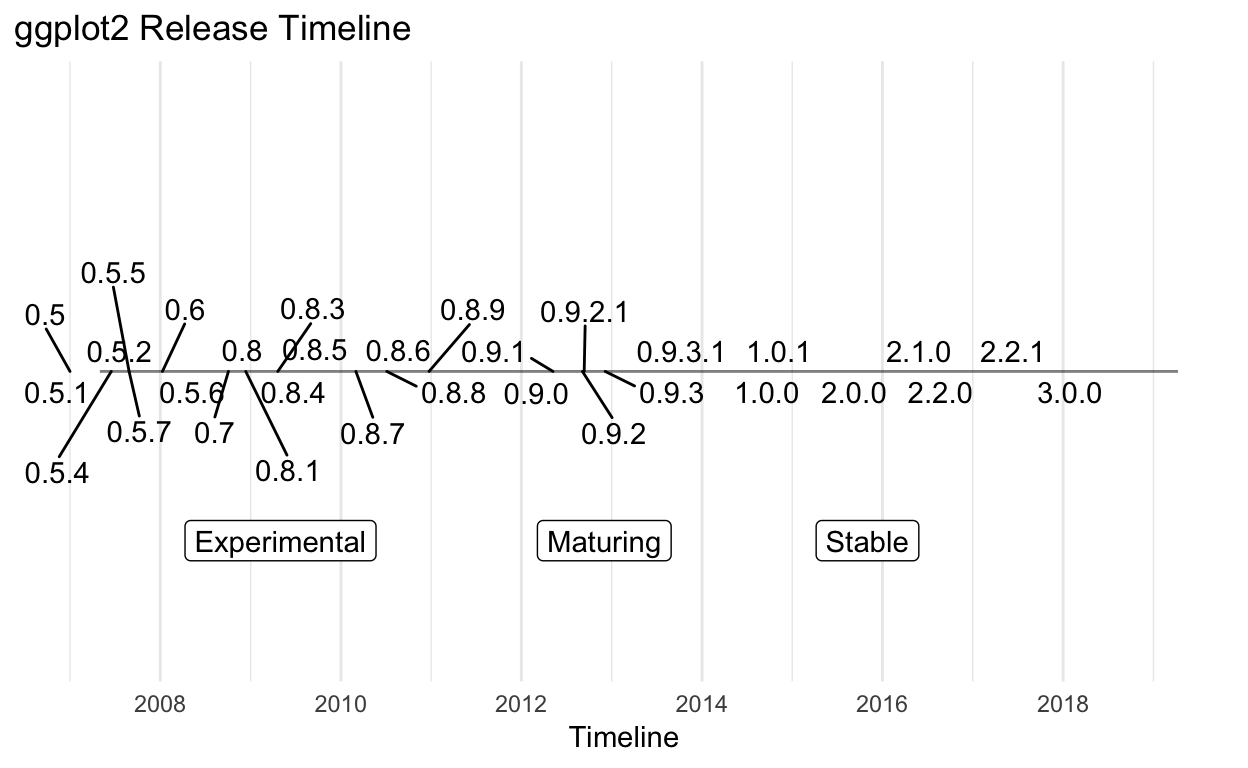 ggplot2 Release Timeline
0.5.5
0.5 0.6 0.8.3 0.8.9 0.9.2.1
0.5.2 0.8 0.8.5 0.8.6 0.9.1 0.9.3.1 1.0.1 2.1.0 2.2.1
0.5.1 0.5.6 0.8.4 0.8.8 0.9.0 0.9.3 1.0.0 2.0.0 2.2.0 3.0.0
0.5.7 0.7 0.8.7 0.9.2
0.5.4 0.8.1
Experimental Maturing Stable
2008 2010 2012 2014 2016 2018
Timeline